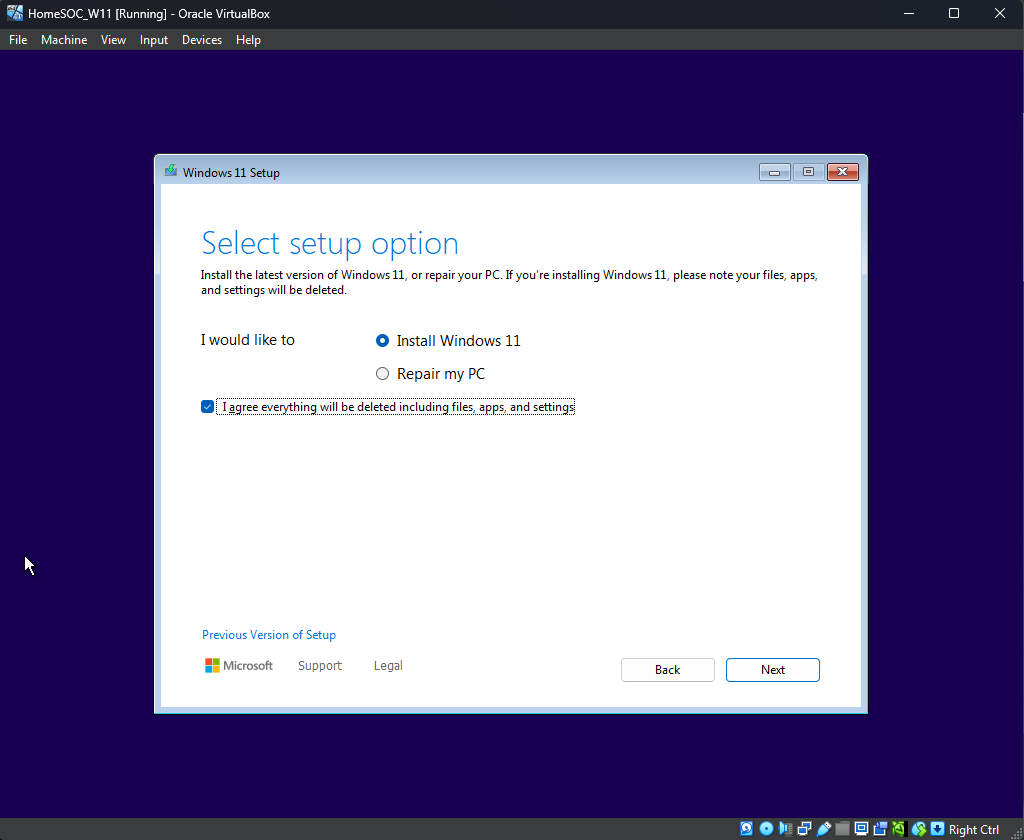 HomeSOC_W11 [Running] - Oracle VirtualBox
File Machine View Input Devices Help
Windows 11 Setup
Select setup option
Install the latest version of Windows 11, or repair your PC. If you're installing Windows 11, please note your files, apps,
and settings will be deleted.
I would like to
Install Windows 11
Repair my PC
I agree everything will be deleted including files, apps, and settings
Previous Version of Setup
Microsoft Support Legal
Back Next
Right Ctrl